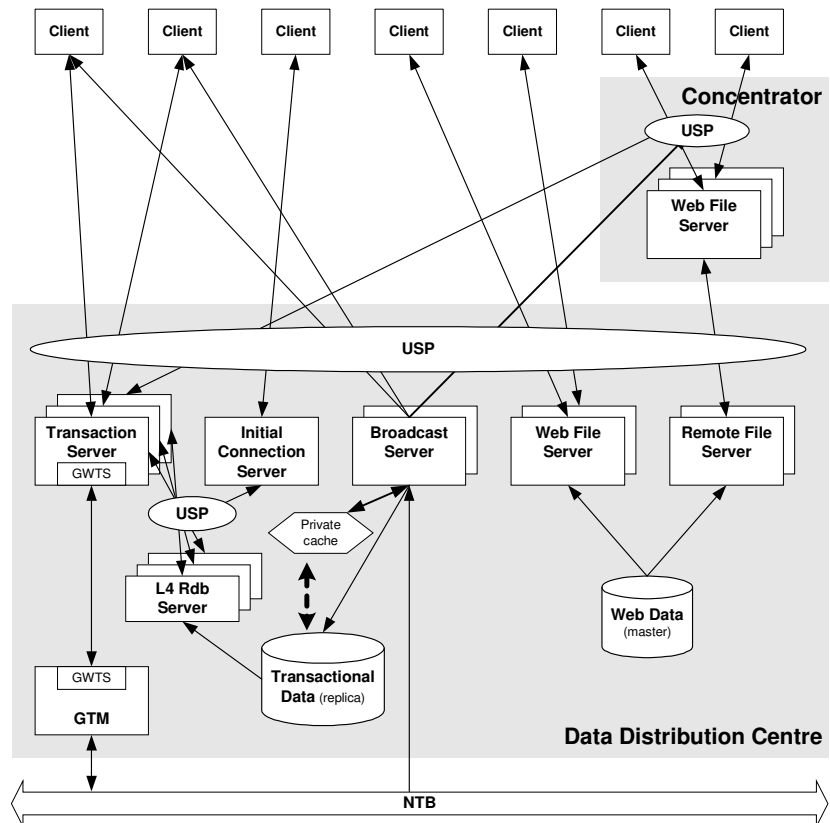 Client
Client
Client
Client
Client
Client
Client
Concentrator
USP
Web File
Server
USP
Transaction
Server
GWTS
Initial
Connection
Server
Broadcast
Server
Web File
Server
Remote File
Server
USP
Private
cache
L4 Rdb
Server
Web Data
(master)
Transactional
Data (replica)
GWTS
GTM
Data Distribution Centre
NTB